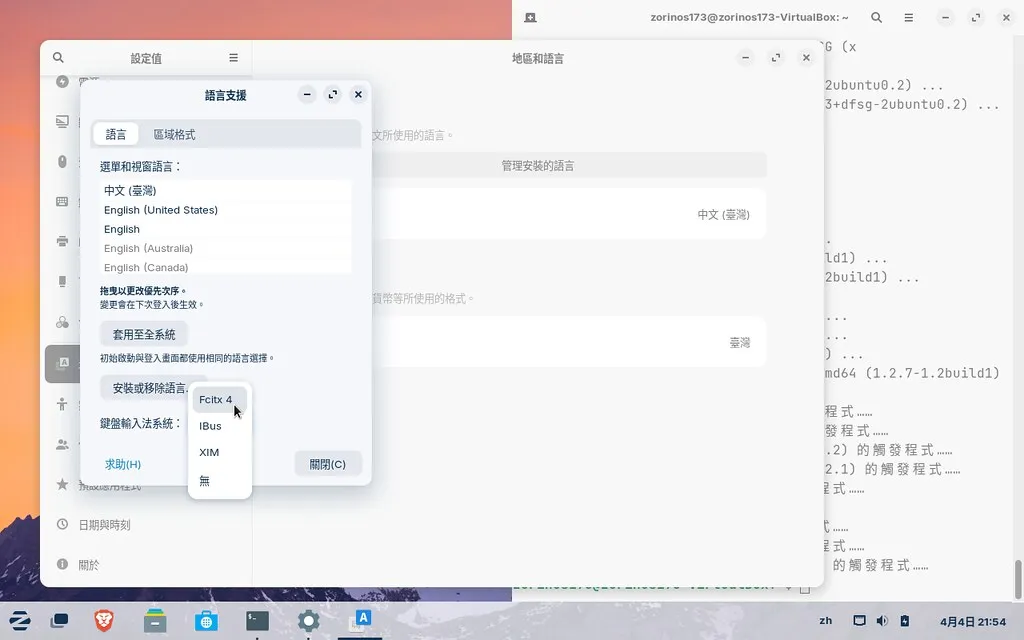 zorinos173@zorinos173-VirtualBox: ~
設定值
地區和語言
G (x
語言支援
2ubuntu0.2) ...
3+dfsg-2ubuntu0.2) ...
語言
區域格式
文所使用的語言。
選單和視窗語言：
管理安裝的語言
中文 (臺灣)
English (United States)
中文 (臺灣)
English
English (Australia)
ld1) ...
English (Canada)
2build1) ...
拖曳以更改優先次序。
變更會在下次登入後生效。
貨幣等所使用的格式。
...
套用至全系統
...
臺灣
初始啟動與登入畫面都使用相同的語言選擇。
) ...
md64 (1.2.7-1.2build1)
安裝或移除語言
Fcitx 4
程式……
鍵盤輸入法系統：
IBus
發程式……
.2) 的觸發程式……
XIM
求助(H)
關閉(C)
2.1) 的觸發程式……
無
預設應用程式
程式……
日期與時刻
式……
程式……
關於
的觸發程式……
zh
4月4日 21:54